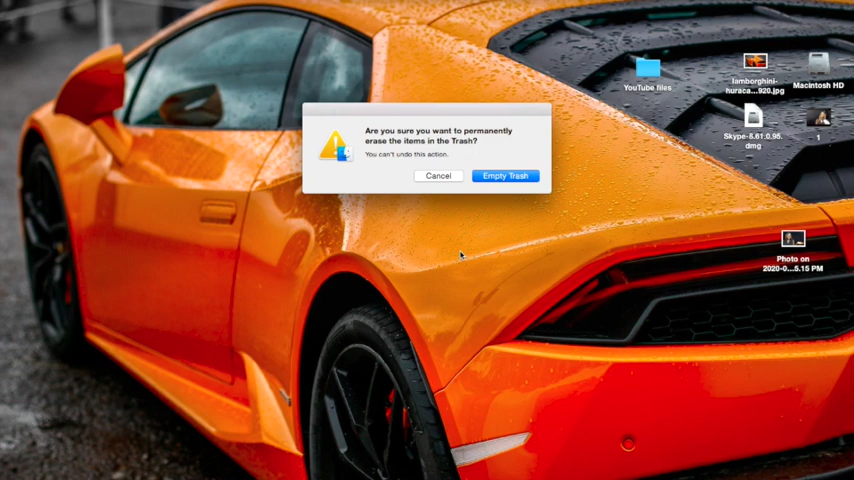 Are you sure you want to permanently
erase the items in the Trash?
You can't undo this action.
Cancel
Empty Trash
YouTube files
lamborghini-
huraca...920.jpg
Macintosh HD
Skype-8.61.0.95.
dmg
1
Photo on
2020-0...5.15 PM